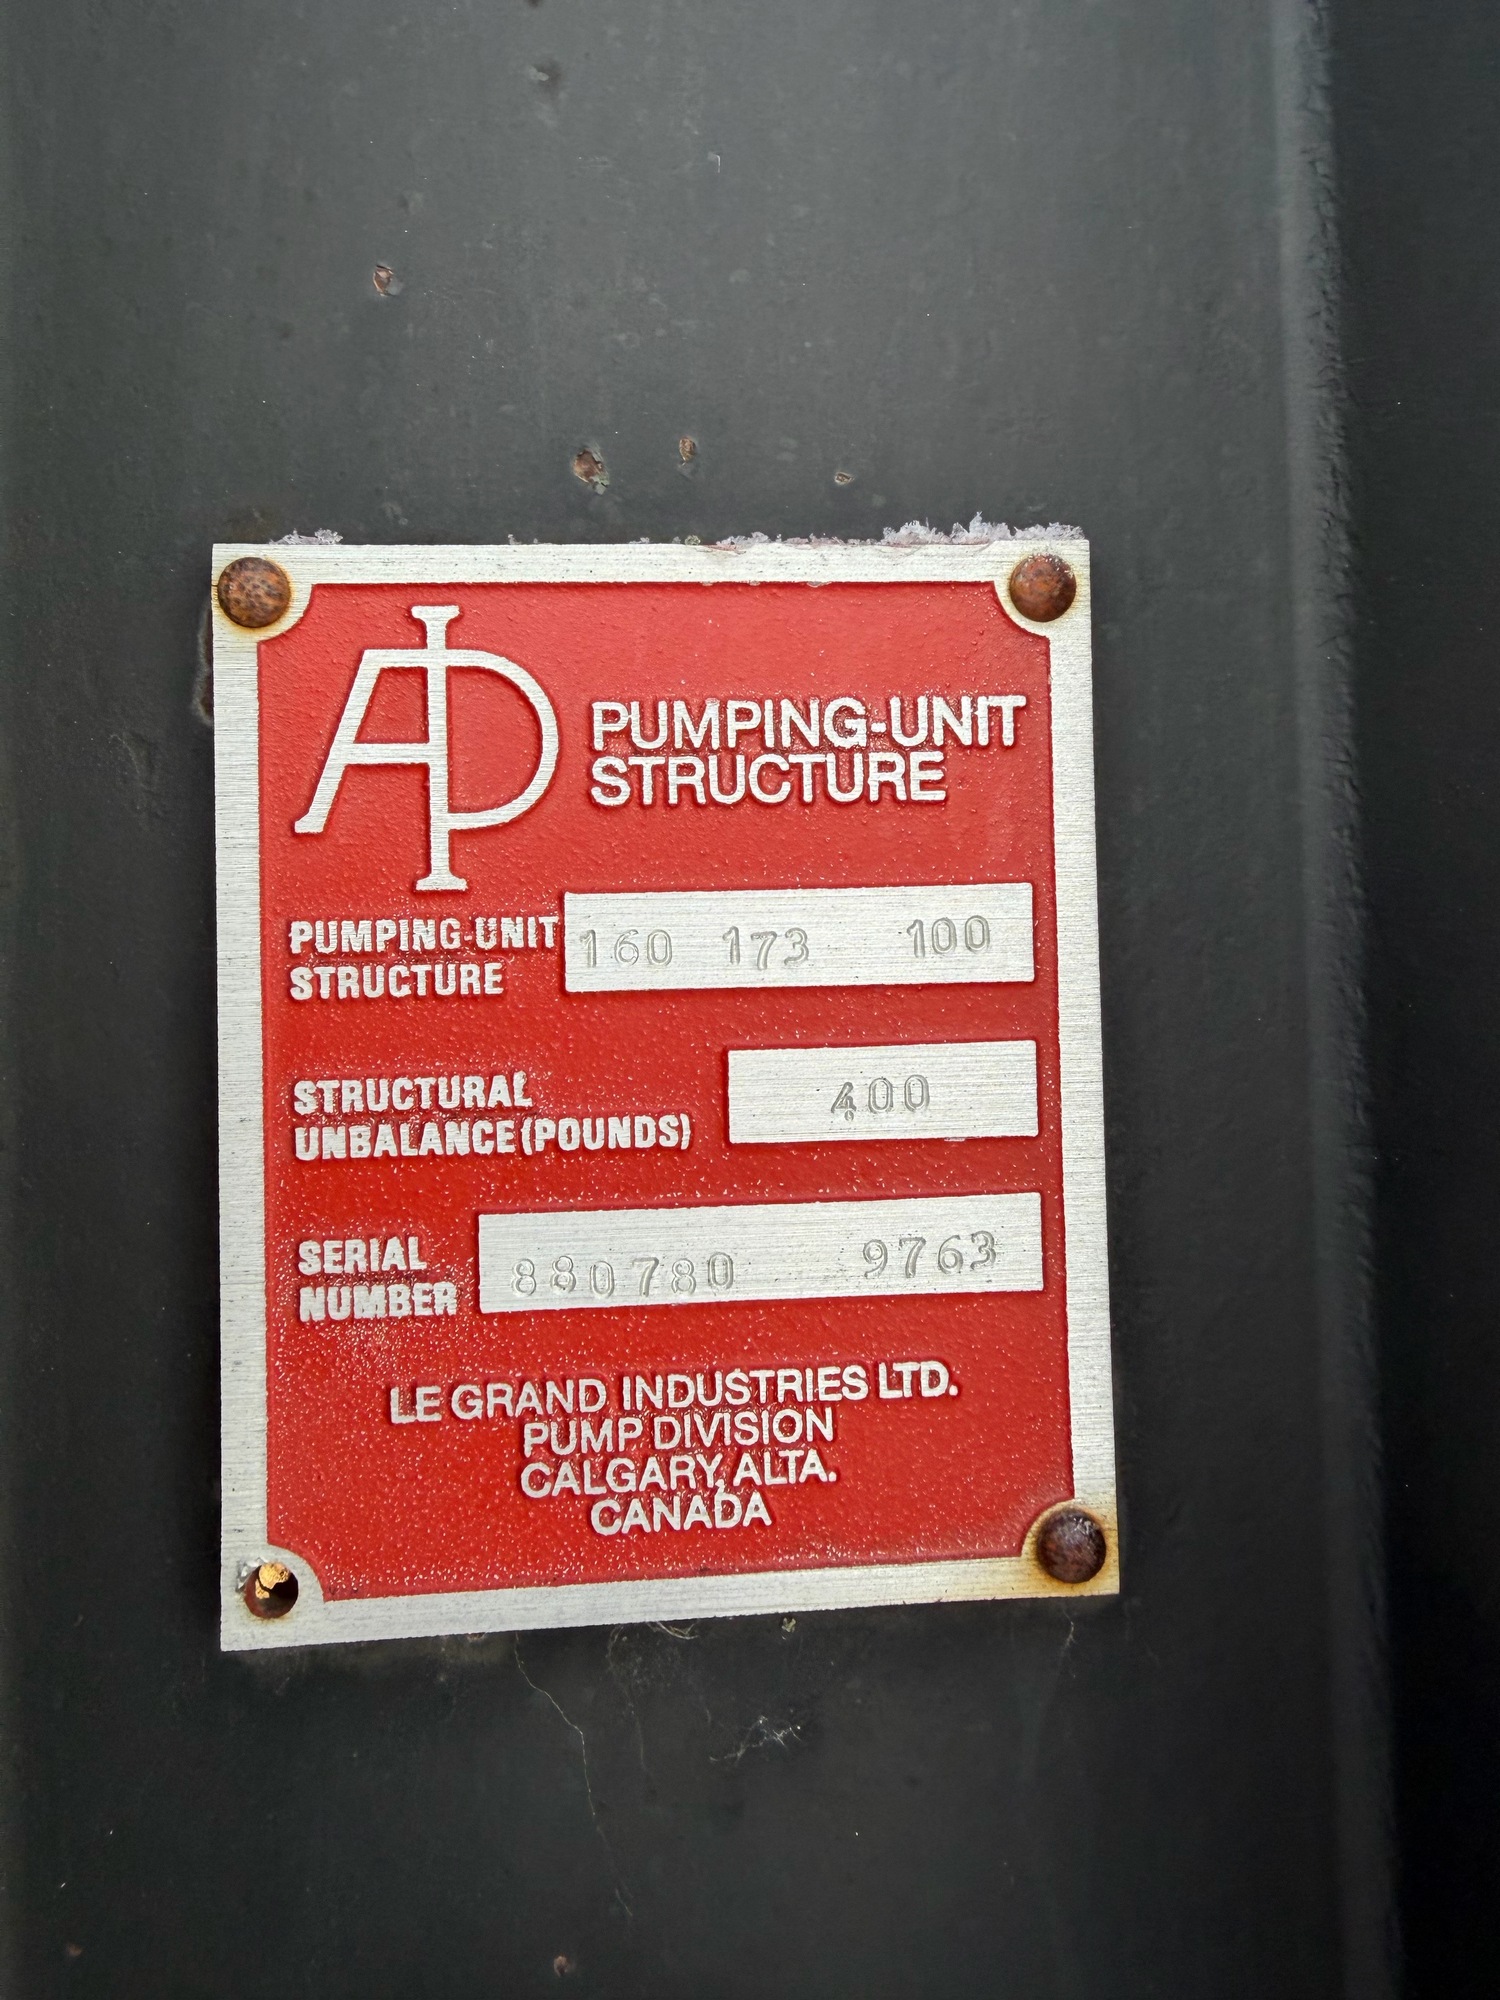 API
PUMPING-UNIT
STRUCTURE
PUMPING-UNIT
STRUCTURE
160 173 100
STRUCTURAL
UNBALANCE (POUNDS)
400
SERIAL
NUMBER
880780 9763
LE GRAND INDUSTRIES LTD.
PUMP DIVISION
CALGARY, ALTA.
CANADA